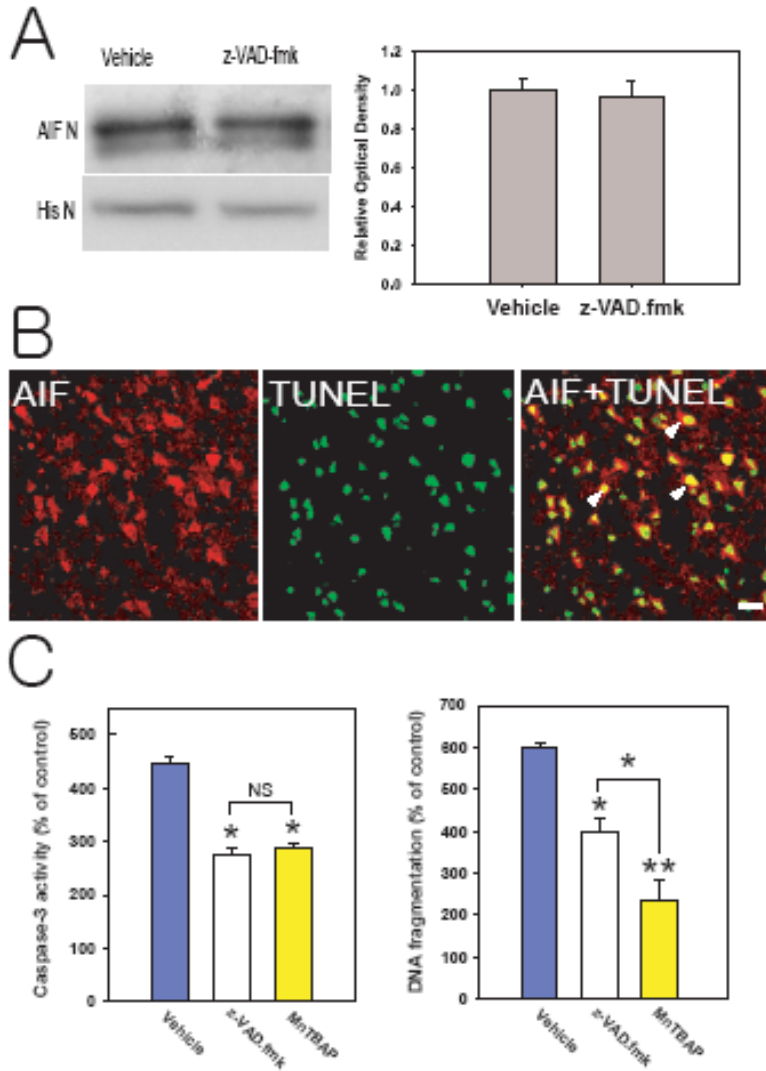 A
Vehicle z-VAD-fmk
AIF N
His N
Relative Optical Density
1.2
1.0
0.8
0.6
0.4
0.2
0.0
Vehicle z-VAD.fmk
B
AIF
TUNEL
AIF+TUNEL
C
Caspase-3 activity (% of control)
500
400
300
200
100
0
NS
*
*
Vehicle
z-VAD.fmk
MnTBAP
DNA fragmentation (% of control)
700
600
500
400
300
200
100
0
*
*
**
Vehicle
z-VAD.fmk
MnTBAP